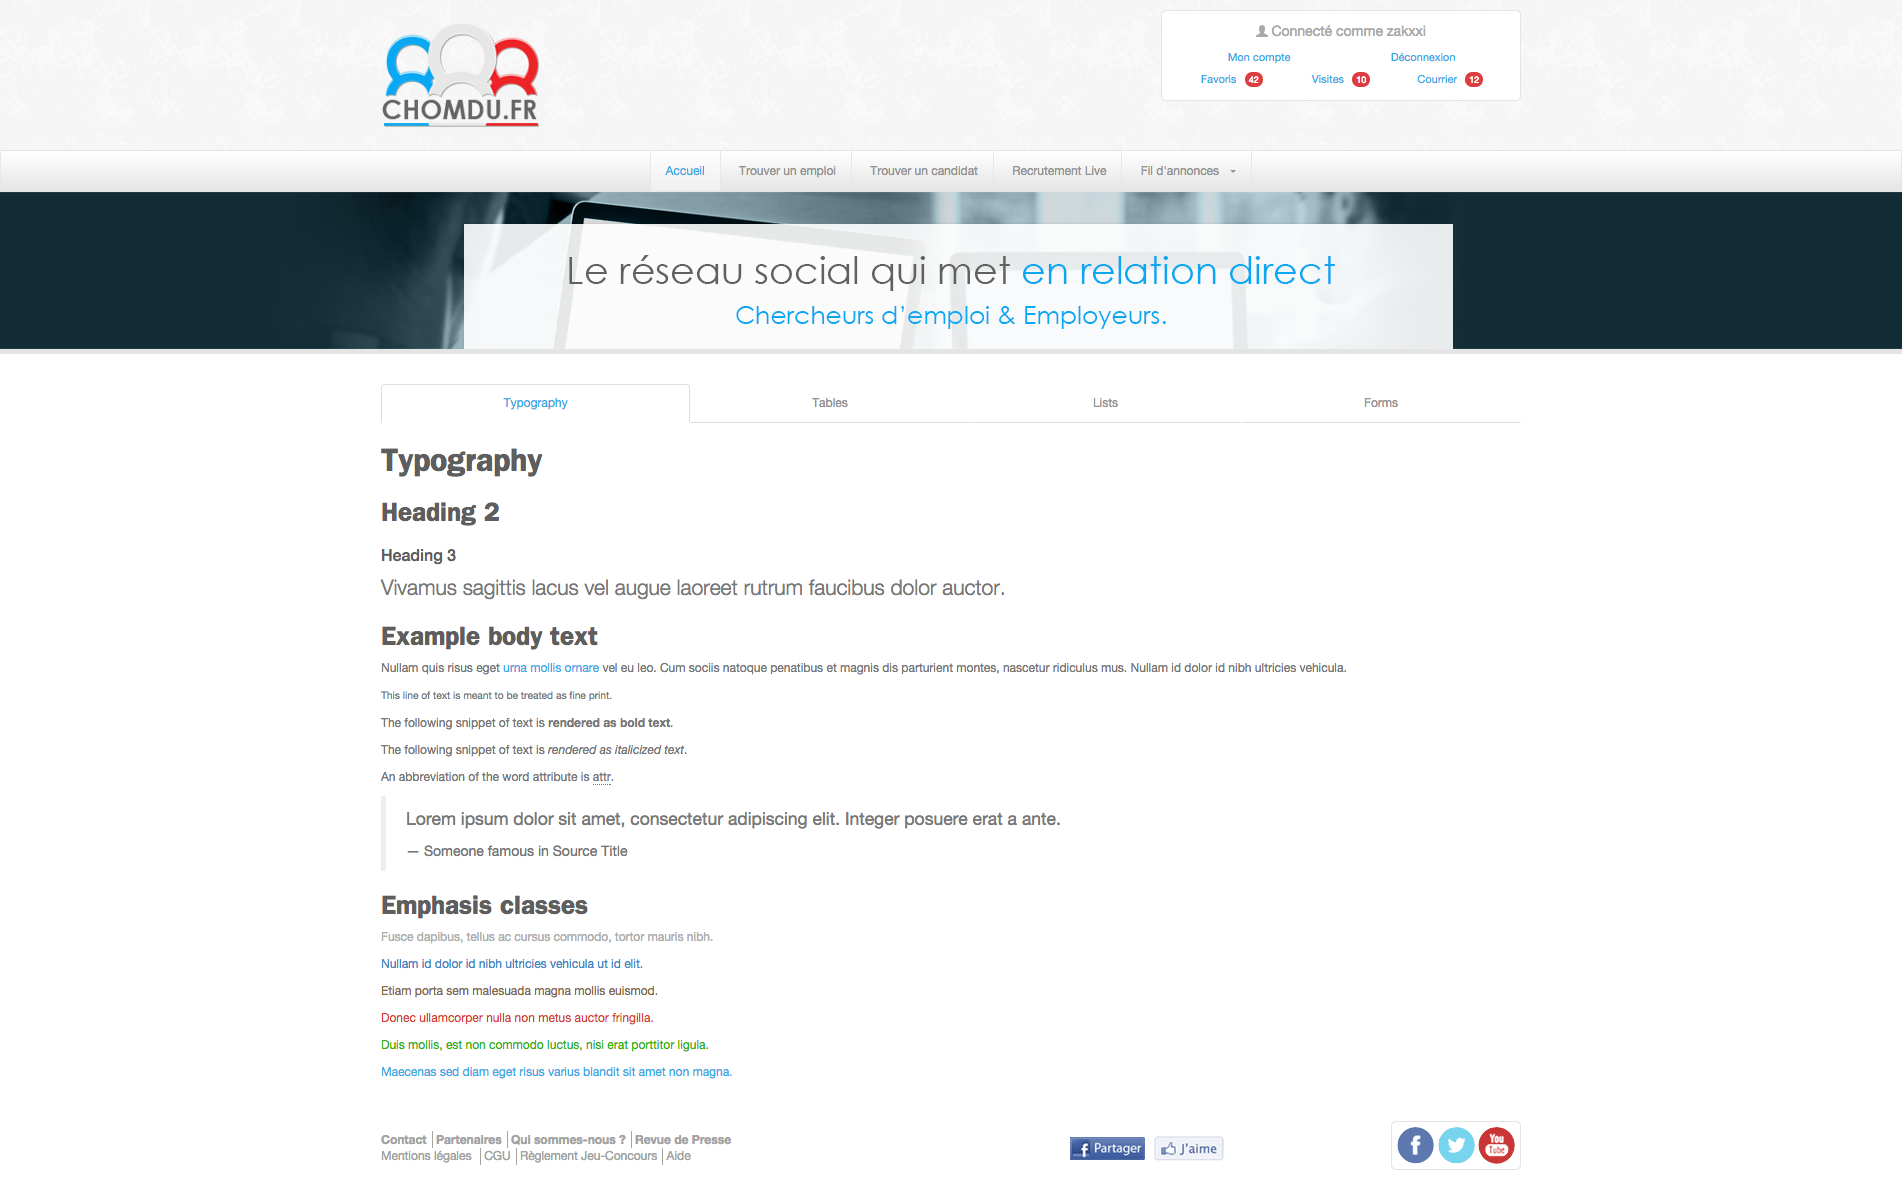 CHOMDU.FR
Connecté comme zakxxi
Mon compte Déconnexion
Favoris 42 Visites 10 Courrier 12
Accueil Trouver un emploi Trouver un candidat Recrutement Live Fil d'annonces
Le réseau social qui met en relation direct
Chercheurs d’emploi & Employeurs.
Typography Tables Lists Forms
Typography
Heading 2
Heading 3
Vivamus sagittis lacus vel augue laoreet rutrum faucibus dolor auctor.
Example body text
Nullam quis risus eget urna mollis ornare vel eu leo. Cum sociis natoque penatibus et magnis dis parturient montes, nascetur ridiculus mus. Nullam id dolor id nibh ultricies vehicula.
This line of text is meant to be treated as fine print.
The following snippet of text is rendered as bold text.
The following snippet of text is rendered as italicized text.
An abbreviation of the word attribute is attr.
Lorem ipsum dolor sit amet, consectetur adipiscing elit. Integer posuere erat a ante.
— Someone famous in Source Title
Emphasis classes
Fusce dapibus, tellus ac cursus commodo, tortor mauris nibh.
Nullam id dolor id nibh ultricies vehicula ut id elit.
Etiam porta sem malesuada magna mollis euismod.
Donec ullamcorper nulla non metus auctor fringilla.
Duis mollis, est non commodo luctus, nisi erat porttitor ligula.
Maecenas sed diam eget risus varius blandit sit amet non magna.
Contact Partenaires Qui sommes-nous ? Revue de Presse
Mentions légales CGU Règlement Jeu-Concours Aide
f Partager J'aime
f You Tube